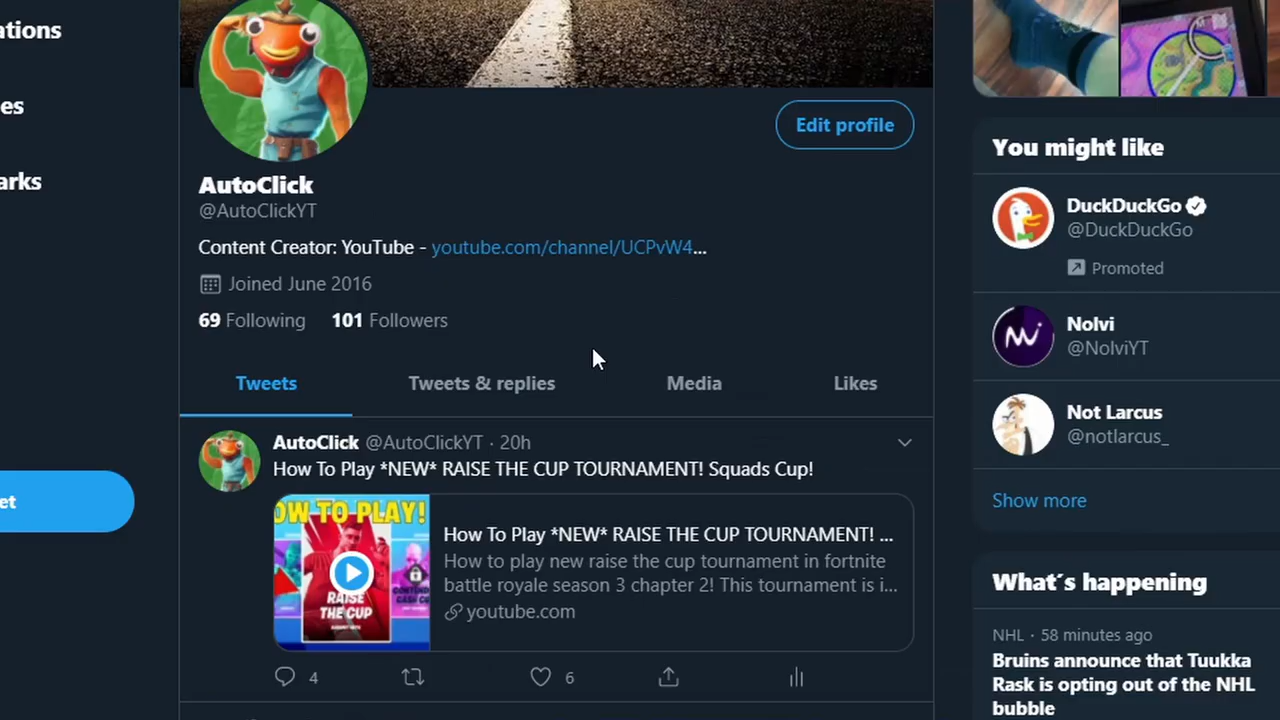 ations
es
arks
et
Edit profile
AutoClick
@AutoClickYT
Content Creator: YouTube - youtube.com/channel/UCPvW4...
Joined June 2016
69 Following 101 Followers
Tweets Tweets & replies Media Likes
AutoClick @AutoClickYT · 20h
How To Play *NEW* RAISE THE CUP TOURNAMENT! Squads Cup!
OW TO PLAY!
RAISE
THE CUP
How To Play *NEW* RAISE THE CUP TOURNAMENT! ...
How to play new raise the cup tournament in fortnite
battle royale season 3 chapter 2! This tournament is i...
youtube.com
4 6
You might like
DuckDuckGo
@DuckDuckGo
Promoted
Nolvi
@NolviYT
Not Larcus
@notlarcus_
Show more
What´s happening
NHL · 58 minutes ago
Bruins announce that Tuukka
Rask is opting out of the NHL
bubble